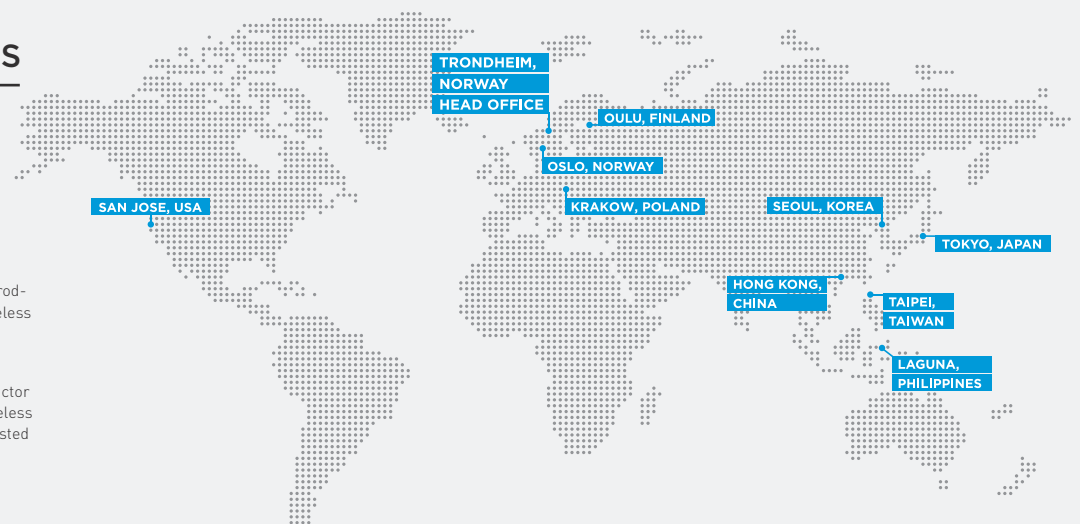 S
TRONDHEIM,
NORWAY
HEAD OFFICE
OULU, FINLAND
OSLO, NORWAY
SAN JOSE, USA
KRAKOW, POLAND
SEOUL, KOREA
TOKYO, JAPAN
HONG KONG,
CHINA
TAIPEI,
TAIWAN
LAGUNA,
PHILIPPINES
rod-
eless
ctor
eless
sted